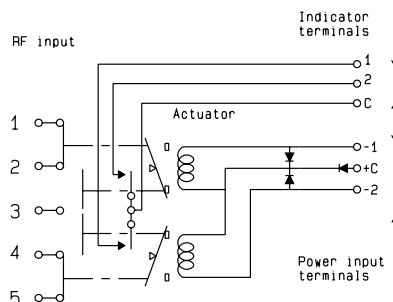 Indicator
terminals
RF input
1
2
C
Actuator
1
2
3
4
5
-1
+C
-2
Power input
terminals